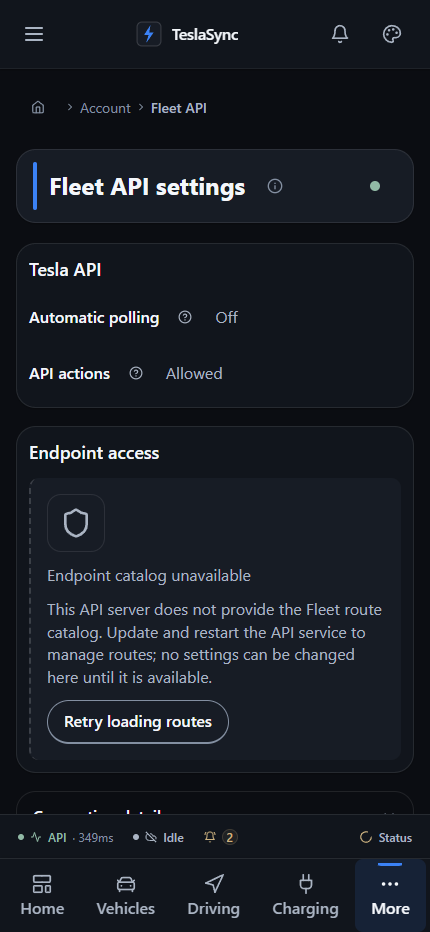 TeslaSync
Account
Fleet API
Fleet API settings
Tesla API
Automatic polling
Off
API actions
Allowed
Endpoint access
Endpoint catalog unavailable
This API server does not provide the Fleet route
catalog. Update and restart the API service to
manage routes; no settings can be changed
here until it is available.
Retry loading routes
API · 349ms
Idle
2
Status
Home
Vehicles
Driving
Charging
More